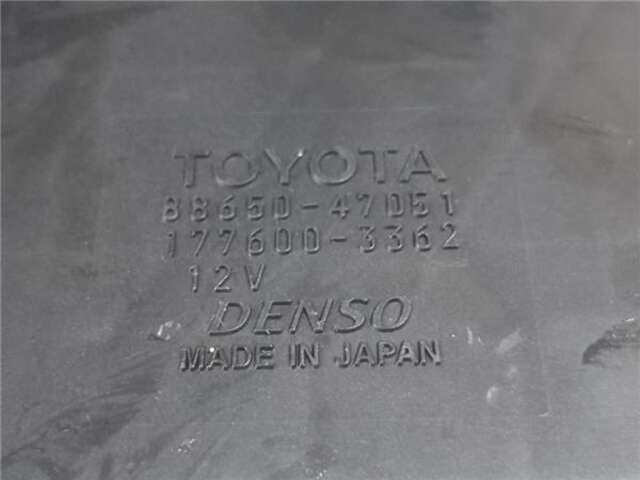 TOYOTA
88650-47051
177600-3362
12V
DENSO
MADE IN JAPAN